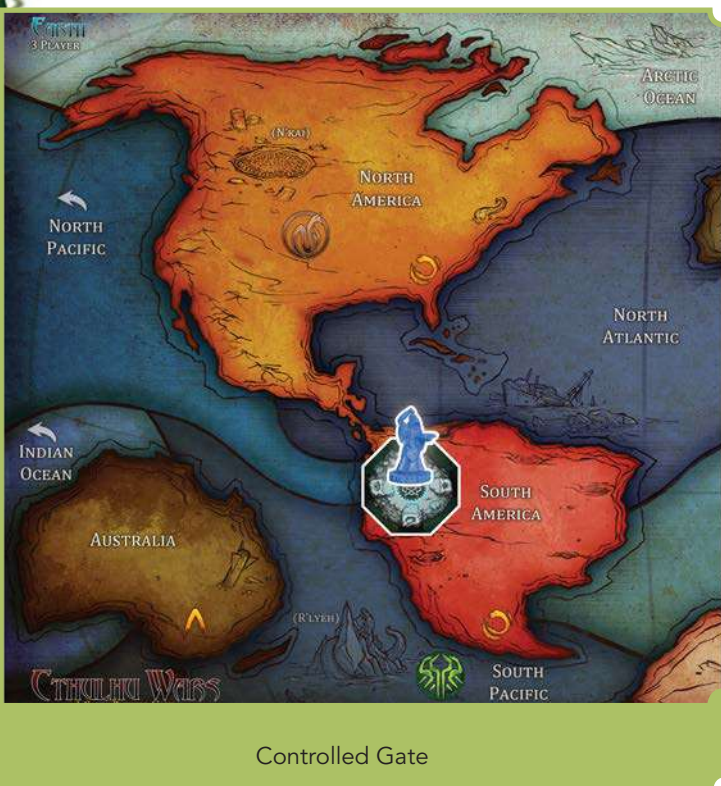 EARTH
3 PLAYER
ARCTIC
OCEAN
(N'KAI)
NORTH
AMERICA
NORTH
PACIFIC
NORTH
ATLANTIC
INDIAN
OCEAN
SOUTH
AMERICA
AUSTRALIA
(R'LYEH)
SOUTH
PACIFIC
CTHULHU WARS
Controlled Gate